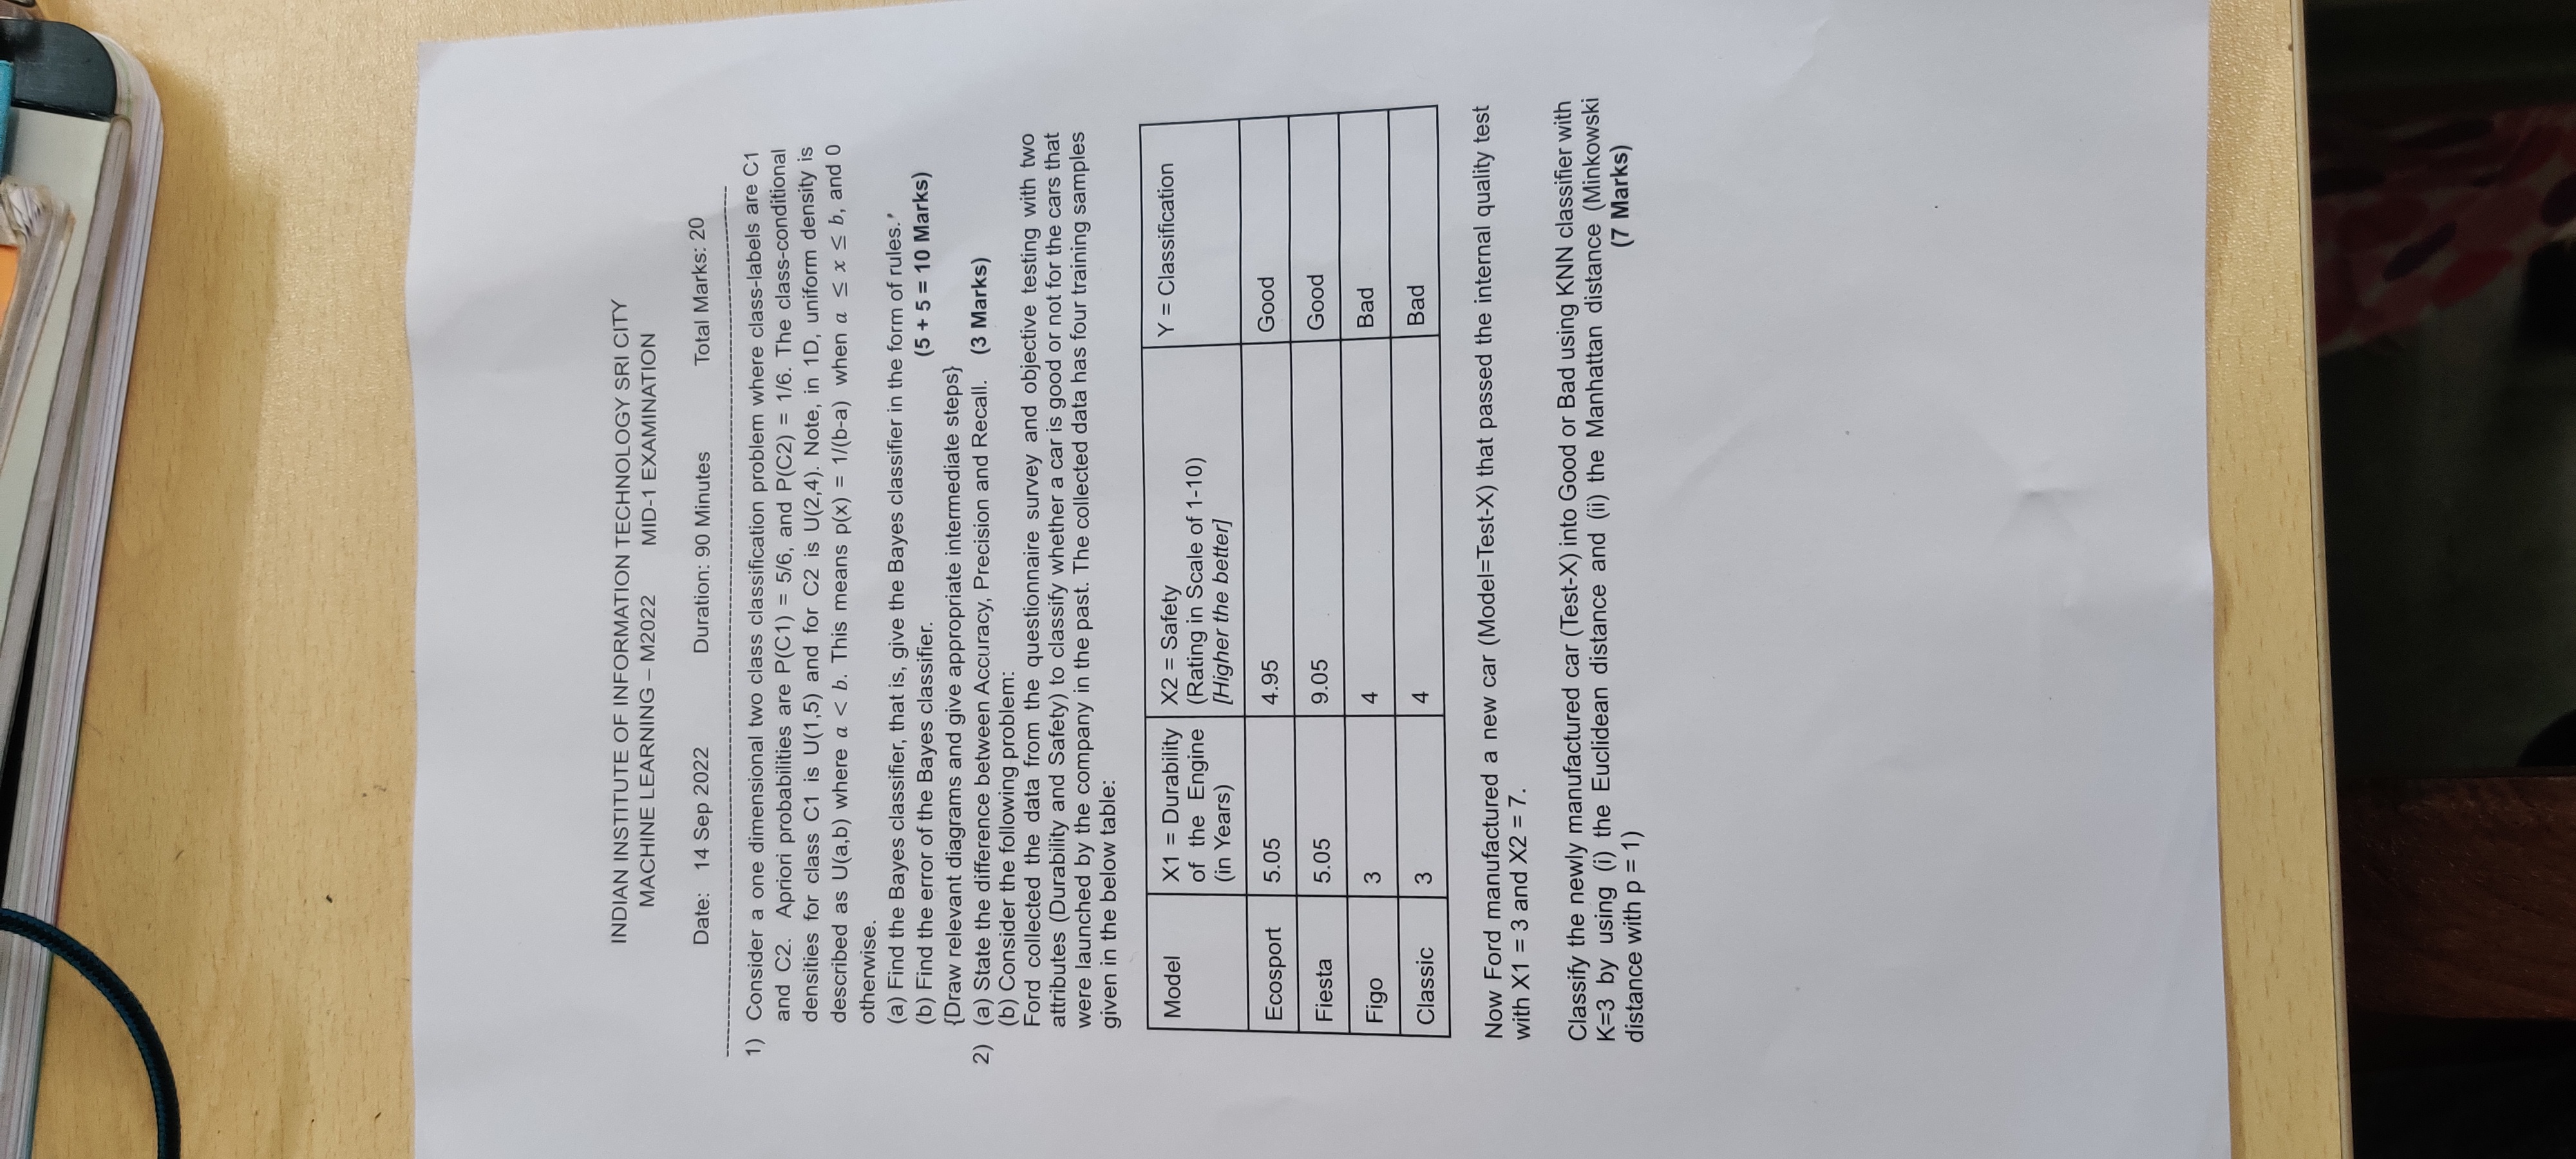 INDIAN INSTITUTE OF INFORMATION TECHNOLOGY SRI CITY
MACHINE LEARNING – M2022 MID-1 EXAMINATION
Date: 14 Sep 2022 Duration: 90 Minutes Total Marks: 20
1) Consider a one dimensional two class classification problem where class-labels are C1
and C2. Apriori probabilities are P(C1) = 5/6, and P(C2) = 1/6. The class-conditional
densities for class C1 is U(1,5) and for C2 is U(2,4). Note, in 1D, uniform density is
described as U(a,b) where a < b. This means p(x) = 1/(b-a) when a ≤ x ≤ b, and 0
otherwise.
(a) Find the Bayes classifier, that is, give the Bayes classifier in the form of rules.
(b) Find the error of the Bayes classifier. (5 + 5 = 10 Marks)
{Draw relevant diagrams and give appropriate intermediate steps}
2) (a) State the difference between Accuracy, Precision and Recall. (3 Marks)
(b) Consider the following problem:
Ford collected the data from the questionnaire survey and objective testing with two
attributes (Durability and Safety) to classify whether a car is good or not for the cars that
were launched by the company in the past. The collected data has four training samples
given in the below table:
Model X1 = Durability X2 = Safety Y = Classification
of the Engine (Rating in Scale of 1-10)
(in Years) [Higher the better]
Ecosport 5.05 4.95 Good
Fiesta 5.05 9.05 Good
Figo 3 4 Bad
Classic 3 4 Bad
Now Ford manufactured a new car (Model=Test-X) that passed the internal quality test
with X1 = 3 and X2 = 7.
Classify the newly manufactured car (Test-X) into Good or Bad using KNN classifier with
K=3 by using (i) the Euclidean distance and (ii) the Manhattan distance (Minkowski
distance with p = 1) (7 Marks)